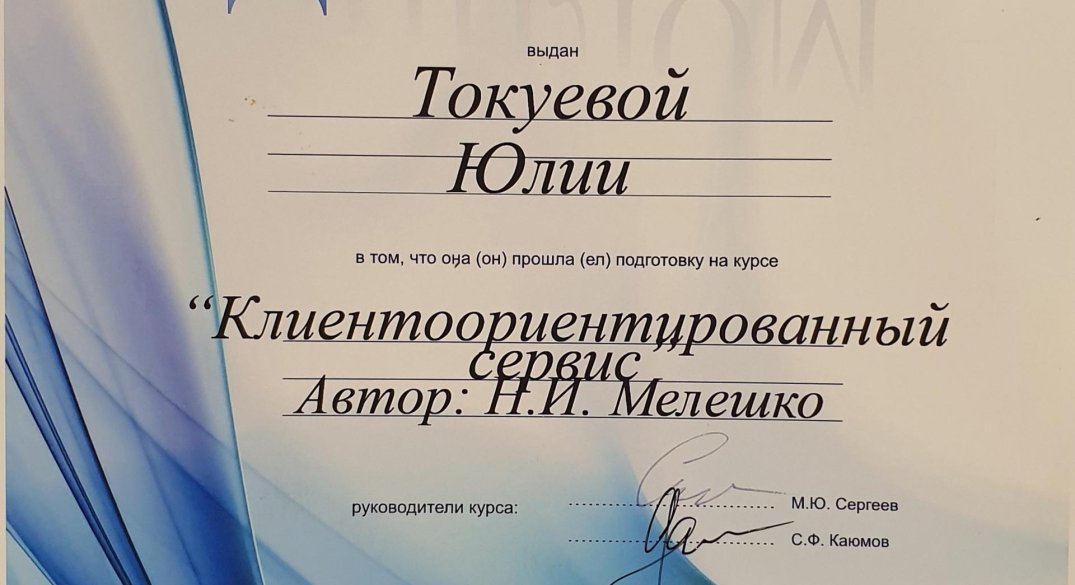 выдан
Токуевой
Юлии
в том, что она (он) прошла (ел) подготовку на курсе
“Клиентоориентированный
сервис”
Автор: Н.И. Мелешко
руководители курса:
М.Ю. Сергеев
С.Ф. Каюмов